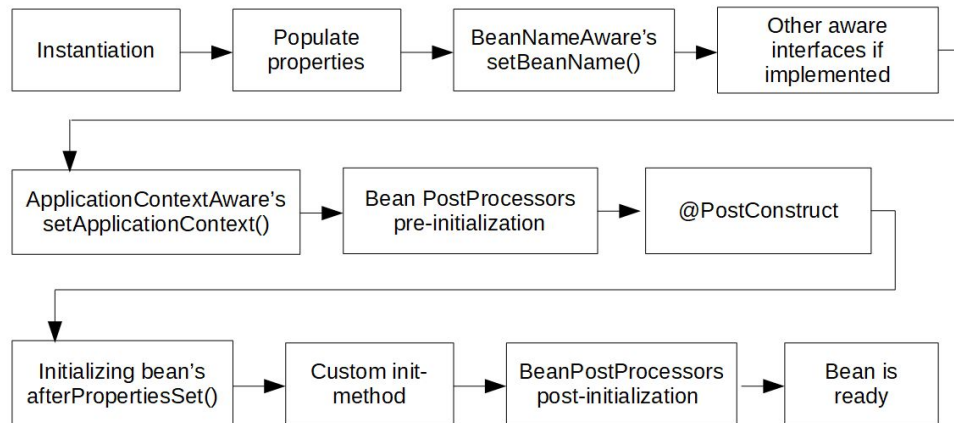 Instantiation
Populate
properties
BeanNameAware's
setBeanName()
Other aware
interfaces if
implemented
ApplicationContextAware's
setApplicationContext()
Bean PostProcessors
pre-initialization
@PostConstruct
Initializing bean's
afterPropertiesSet()
Custom init-
method
BeanPostProcessors
post-initialization
Bean is
ready